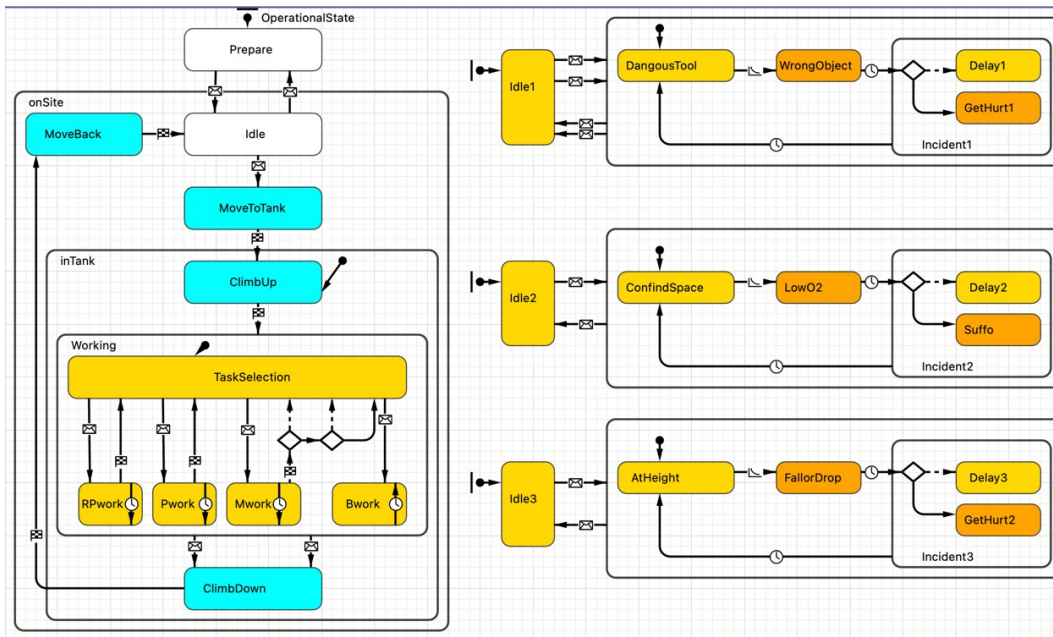 OperationalState
Prepare
onSite
MoveBack
Idle
MoveToTank
inTank
ClimbUp
Working
TaskSelection
RPwork
Pwork
Mwork
Bwork
ClimbDown
Idle1
DangousTool
WrongObject
Delay1
GetHurt1
Incident1
Idle2
ConfindSpace
LowO2
Delay2
Suffo
Incident2
Idle3
AtHeight
FallorDrop
Delay3
GetHurt2
Incident3